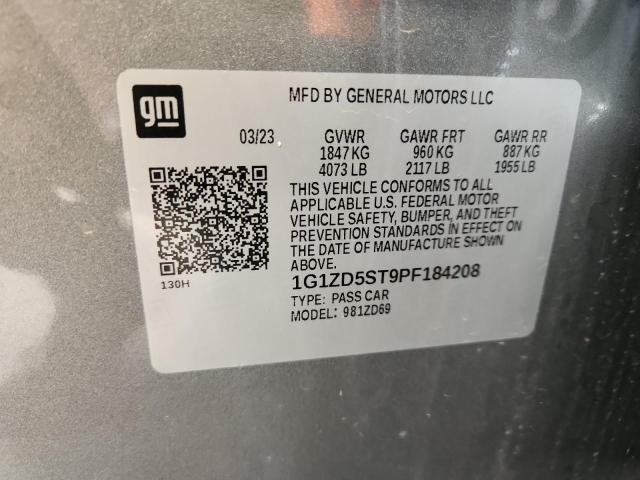 gm
MFD BY GENERAL MOTORS LLC
03/23 GVWR GAWR FRT GAWR RR
1847 KG 960 KG 887 KG
4073 LB 2117 LB 1955 LB
THIS VEHICLE CONFORMS TO ALL
APPLICABLE U.S. FEDERAL MOTOR
VEHICLE SAFETY, BUMPER, AND THEFT
PREVENTION STANDARDS IN EFFECT ON
THE DATE OF MANUFACTURE SHOWN
ABOVE.
130H
1G1ZD5ST9PF184208
TYPE: PASS CAR
MODEL: 981ZD69